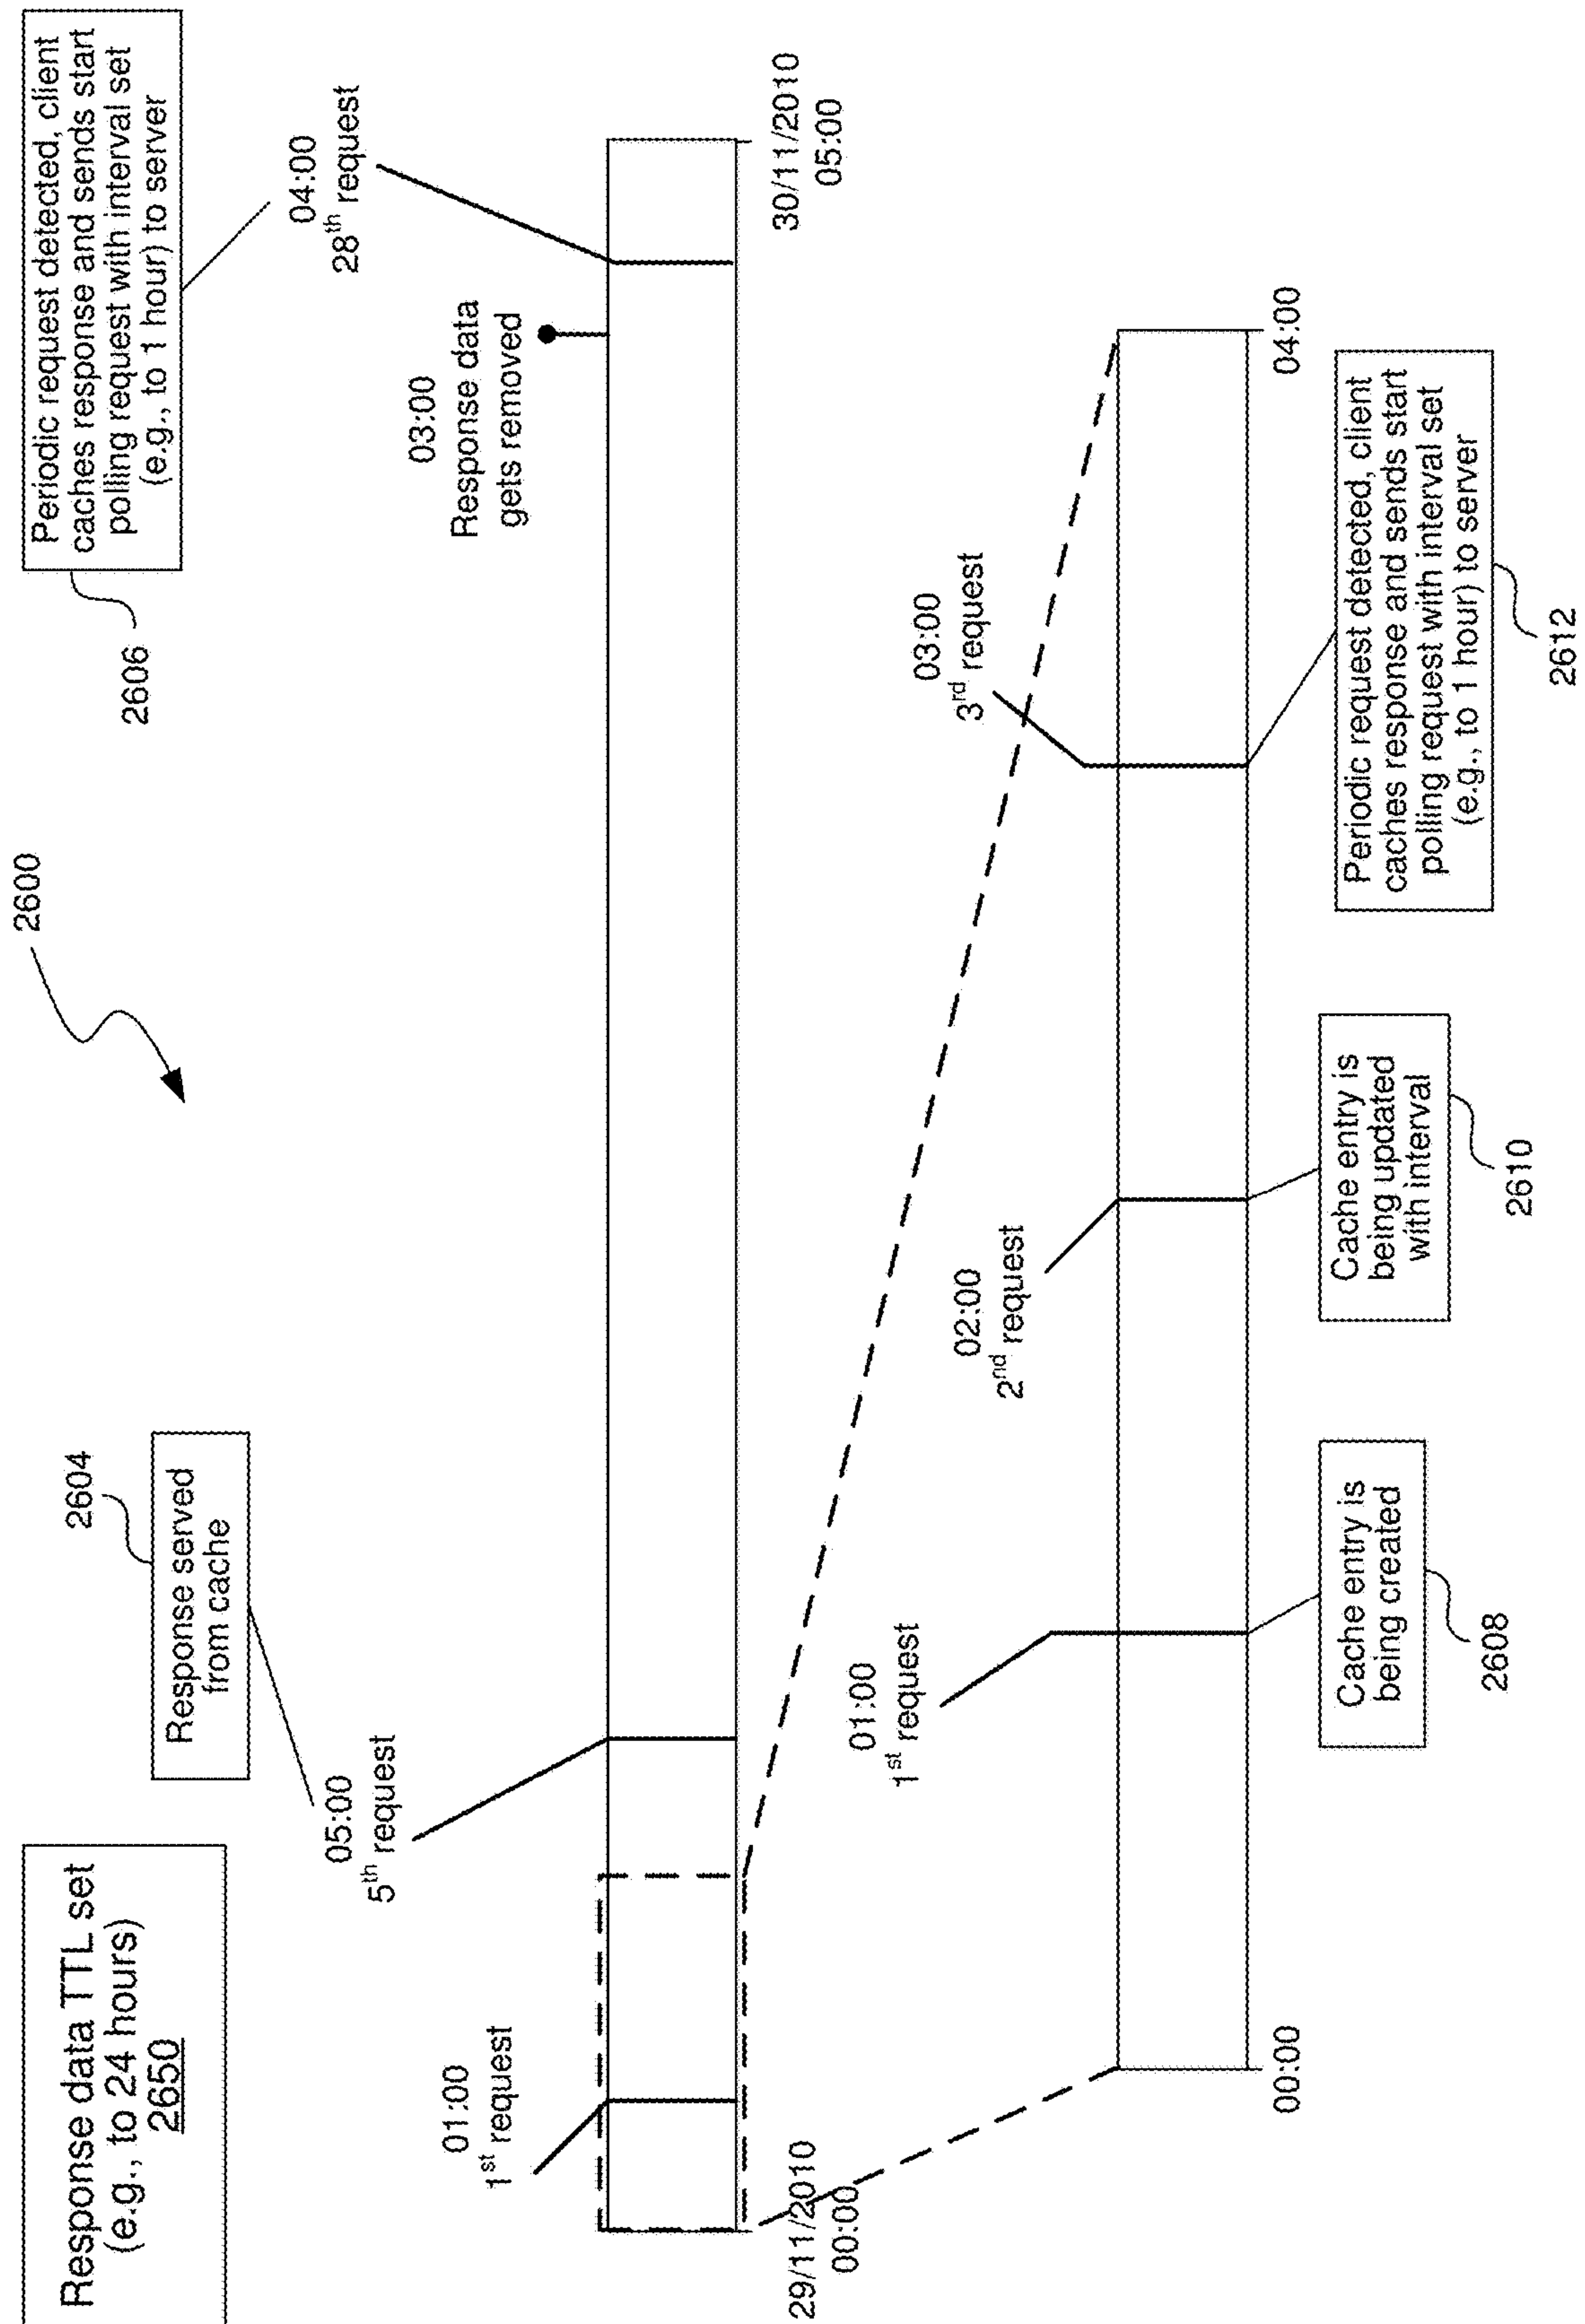 2600
Response data TTL set
(e.g., to 24 hours)
2650
2604
Response served
from cache
2606
Periodic request detected, client
caches response and sends start
polling request with interval set
(e.g., to 1 hour) to server
01:00
1st request
05:00
5th request
03:00
Response data
gets removed
04:00
28th request
29/11/2010
00:00
30/11/2010
05:00
01:00
1st request
02:00
2nd request
03:00
3rd request
00:00
04:00
Cache entry is
being created
2608
Cache entry is
being updated
with interval
2610
Periodic request detected, client
caches response and sends start
polling request with interval set
(e.g., to 1 hour) to server
2612